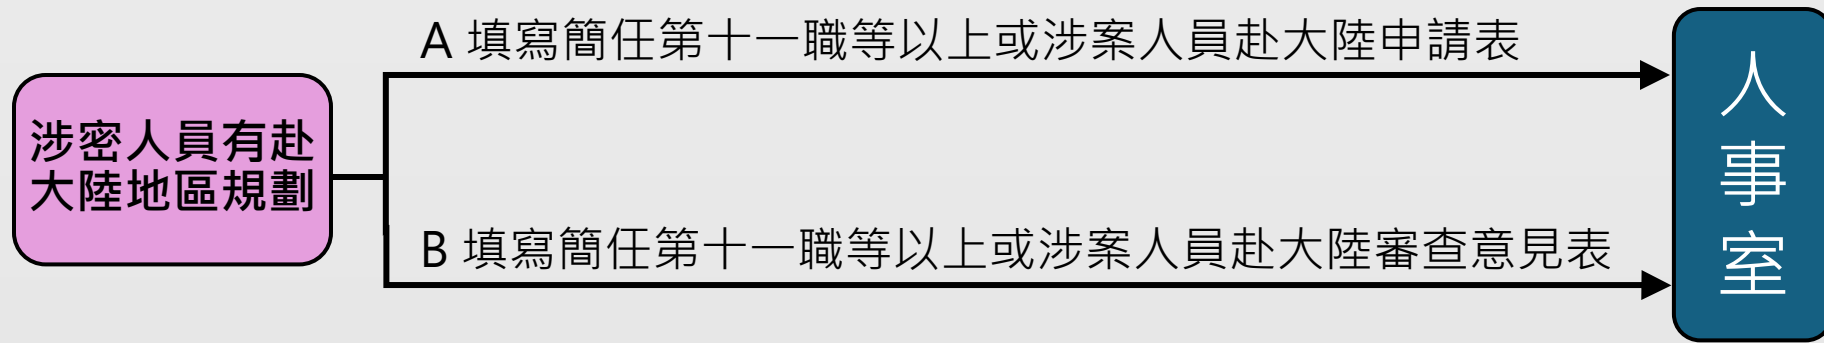 A 填寫簡任第十一職等以上或涉案人員赴大陸申請表
涉密人員有赴
大陸地區規劃
B 填寫簡任第十一職等以上或涉案人員赴大陸審查意見表
人事室